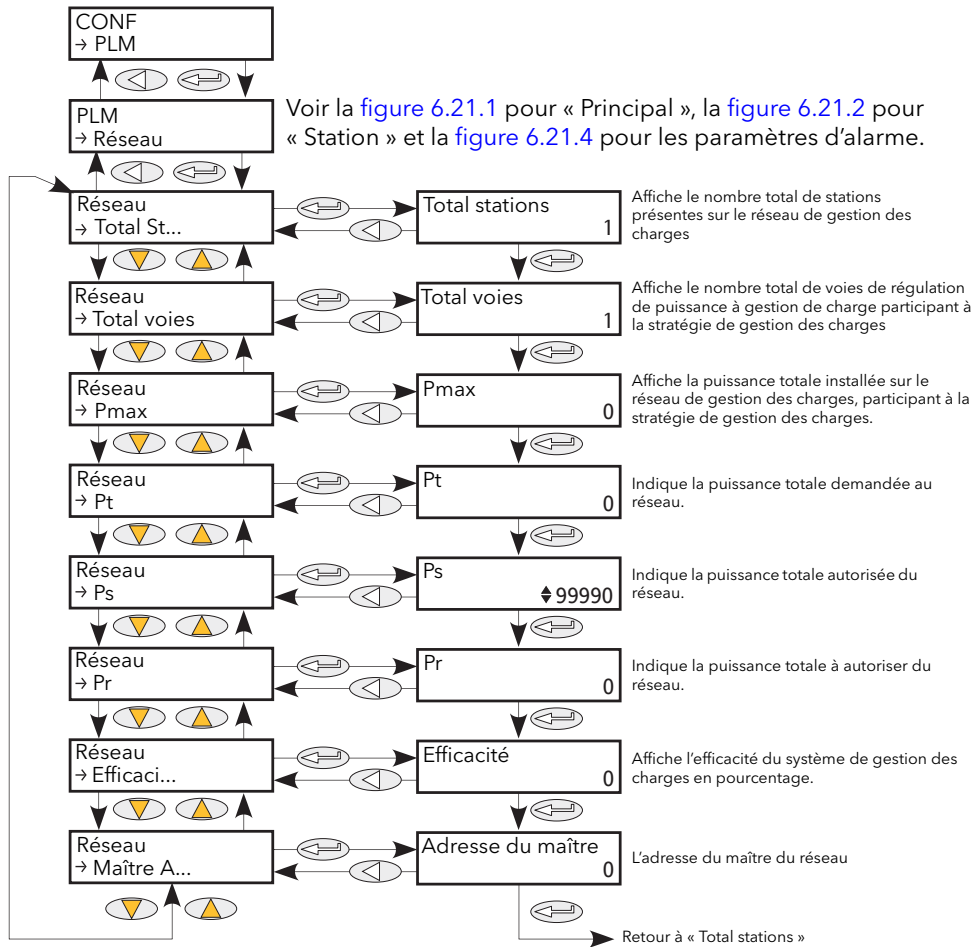 CONF
→ PLM
PLM
→ Réseau
Voir la figure 6.21.1 pour « Principal », la figure 6.21.2 pour
« Station » et la figure 6.21.4 pour les paramètres d'alarme.
Réseau
→ Total St...
Total stations
1
Affiche le nombre total de stations
présentes sur le réseau de gestion des
charges
Réseau
→ Total voies
Total voies
1
Affiche le nombre total de voies de régulation
de puissance à gestion de charge participant à
la stratégie de gestion des charges
Réseau
→ Pmax
Pmax
0
Affiche la puissance totale installée sur le
réseau de gestion des charges, participant à la
stratégie de gestion des charges.
Réseau
→ Pt
Pt
0
Indique la puissance totale demandée au
réseau.
Réseau
→ Ps
Ps
99990
Indique la puissance totale autorisée du
réseau.
Réseau
→ Pr
Pr
0
Indique la puissance totale à autoriser du
réseau.
Réseau
→ Efficaci...
Efficacité
0
Affiche l'efficacité du système de gestion des
charges en pourcentage.
Réseau
→ Maître A...
Adresse du maître
0
L'adresse du maître du réseau
Retour à « Total stations »